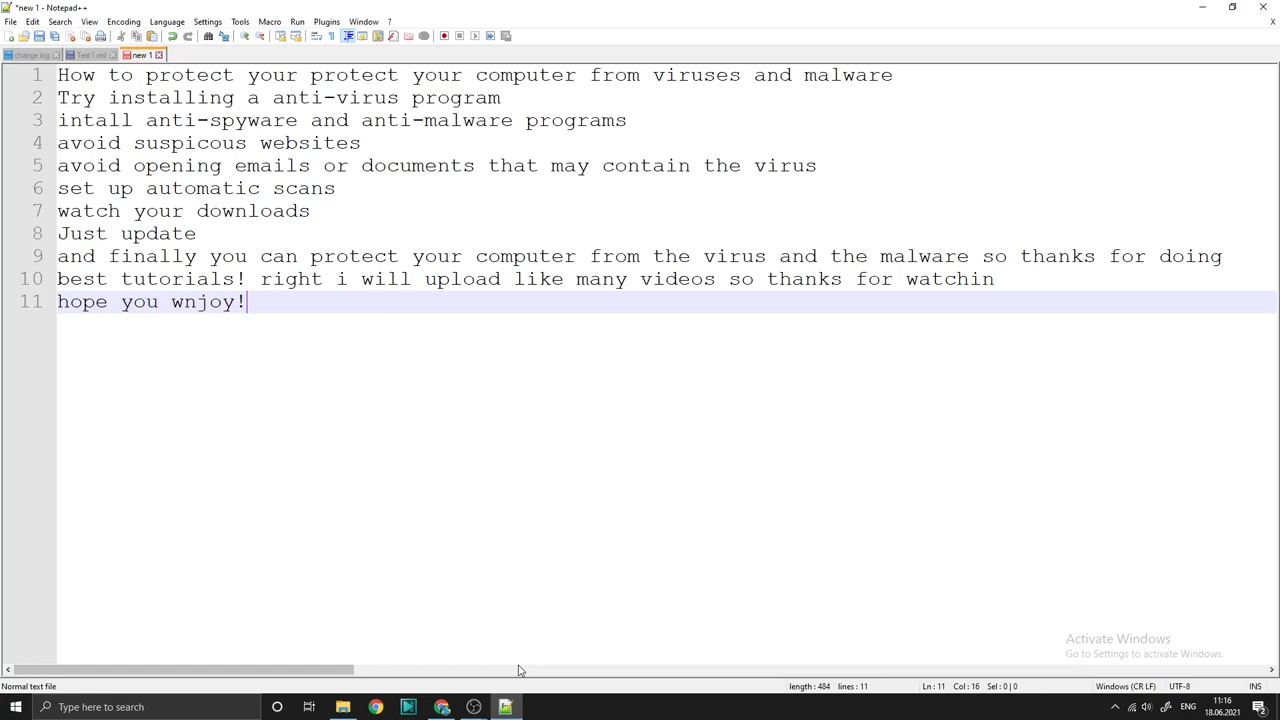 *new 1 - Notepad++
File Edit Search View Encoding Language Settings Tools Macro Run Plugins Window ?
change.log Test1.xml new 1
1 How to protect your protect your computer from viruses and malware
2 Try installing a anti-virus program
3 intall anti-spyware and anti-malware programs
4 avoid suspicous websites
5 avoid opening emails or documents that may contain the virus
6 set up automatic scans
7 watch your downloads
8 Just update
9 and finally you can protect your computer from the virus and the malware so thanks for doing
10 best tutorials! right i will upload like many videos so thanks for watchin
11 hope you wnjoy!
Activate Windows
Go to Settings to activate Windows.
Normal text file length : 484 lines : 11 Ln : 11 Col : 16 Sel : 0 | 0 Windows (CR LF) UTF-8 INS
Type here to search ENG 11:16
18.06.2021 2